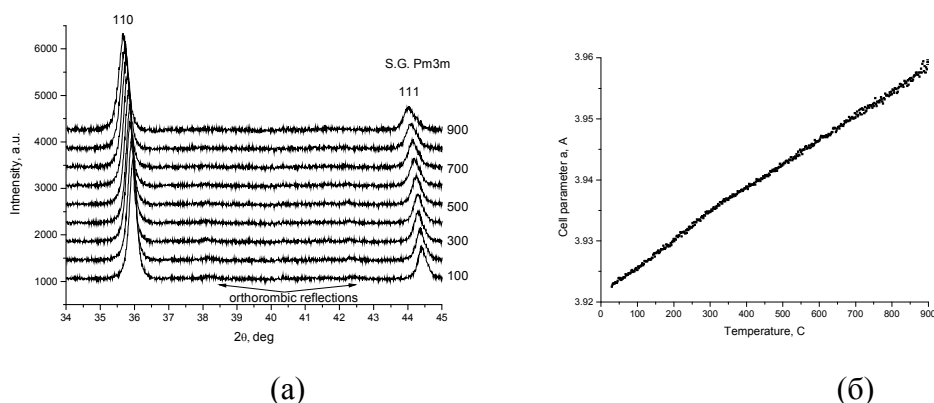 110
S.G. Pm3m
111
6000
5000
4000
3000
2000
1000
Intnensity, a.u.
900
700
500
300
100
orthorombic reflections
34 35 36 37 38 39 40 41 42 43 44 45
2θ, deg
(а)
3.96
3.95
3.94
3.93
3.92
Cell parameter a, A
0 100 200 300 400 500 600 700 800 900
Temperature, C
(б)